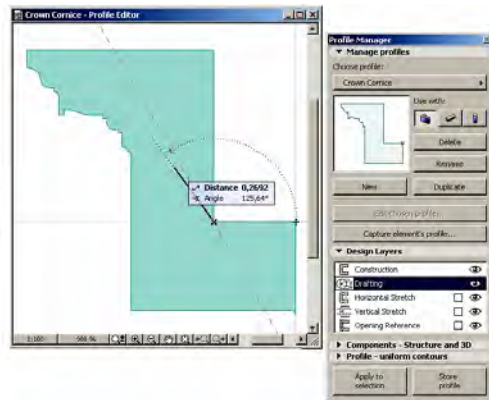 Crown Cornice - Profile Editor
Distance 0,2692
Angle 125,64°
1:100
Profile Manager
Manage profiles
Choose profile:
Crown Cornice
Use with:
Delete
Rename
New
Duplicate
Edit chosen profile...
Capture element's profile...
Design Layers
Construction
Drafting
Horizontal Stretch
Vertical Stretch
Opening Reference
Components - Structure and 3D
Profile - uniform contours
Apply to
selection
Store
profile